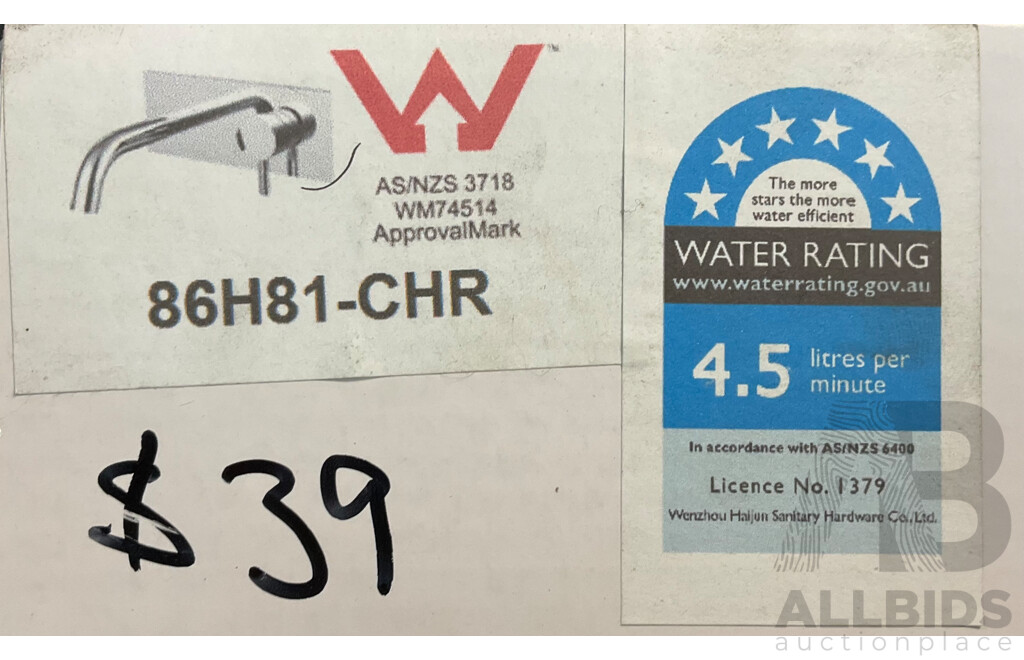 W™
AS/NZS 3718
WM74514
ApprovalMark
86H81-CHR
$39
The more
stars the more
water efficient
WATER RATING
www.waterrating.gov.au
4.5 litres per
minute
In accordance with AS/NZS 6400
Licence No. 1379
Wenzhou Haijun Sanitary Hardware Co.,Ltd.
AB
ALLBIDS
auctionplace